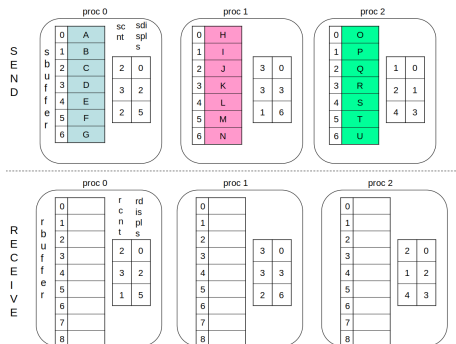 proc 0
proc 1
proc 2
S
E
N
D
s
b
u
f
f
e
r
0 A
1 B
2 C
3 D
4 E
5 F
6 G
sc
nt
sdi
spl
s
2 0
3 2
2 5
0 H
1 I
2 J
3 K
4 L
5 M
6 N
3 0
3 3
1 6
0 O
1 P
2 Q
3 R
4 S
5 T
6 U
1 0
2 1
4 3
proc 0
proc 1
proc 2
R
E
C
E
I
V
E
r
b
u
f
f
e
r
0
1
2
3
4
5
6
7
8
r
c
n
t
rd
is
pl
s
2 0
3 2
1 5
0
1
2
3
4
5
6
7
8
3 0
3 3
2 6
0
1
2
3
4
5
6
7
8
2 0
1 2
4 3